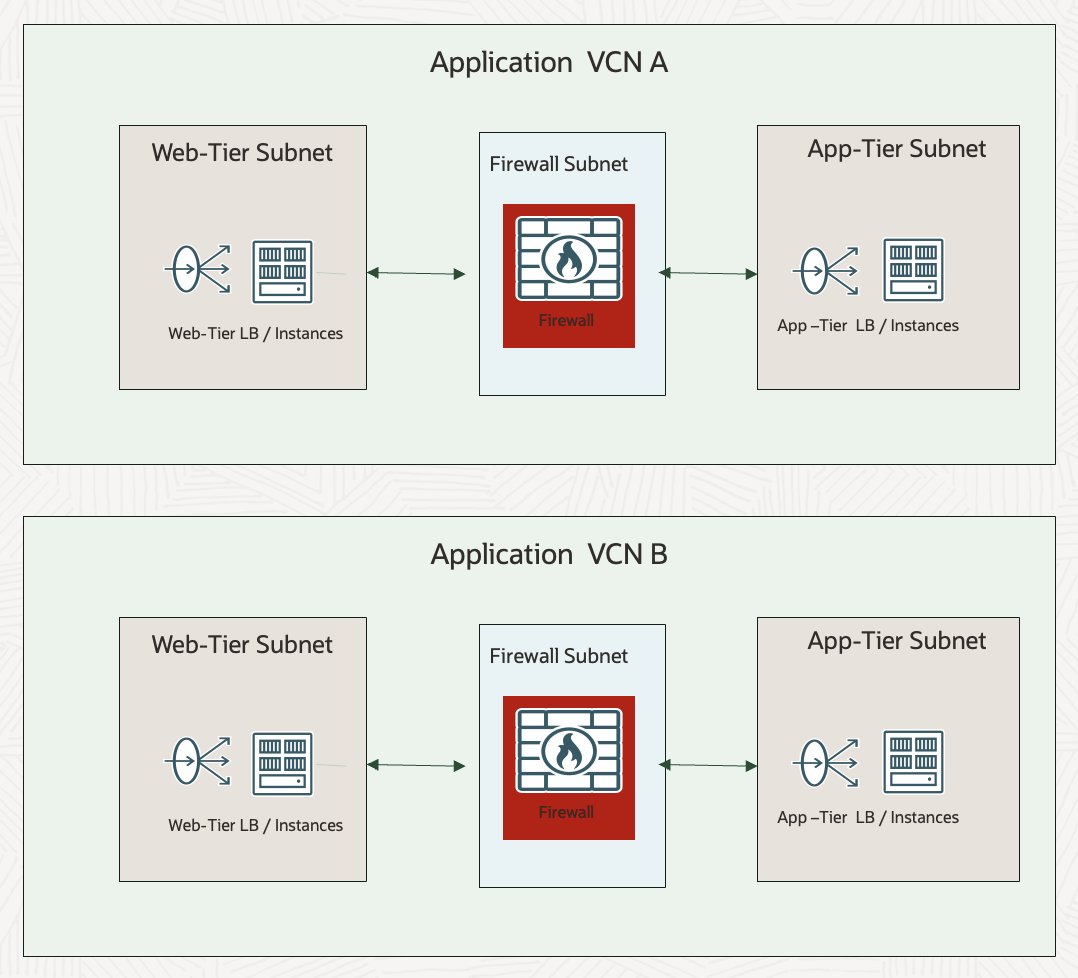 Application  VCN A
Web-Tier Subnet
Firewall Subnet
App-Tier Subnet
Firewall
Web-Tier LB / Instances
App –Tier  LB / Instances
Application  VCN B
Web-Tier Subnet
Firewall Subnet
App-Tier Subnet
Firewall
Web-Tier LB / Instances
App –Tier  LB / Instances